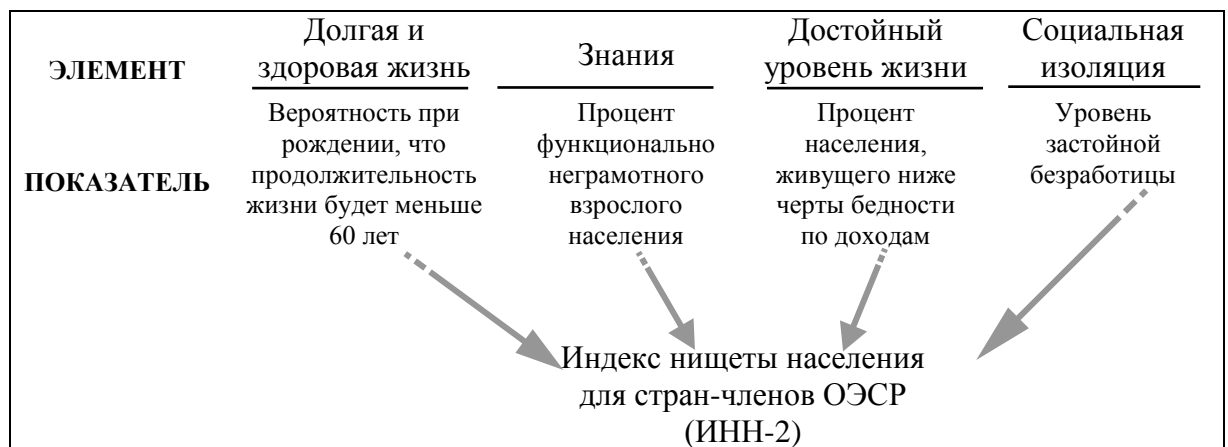 ЭЛЕМЕНТ
Долгая и
здоровая жизнь
Знания
Достойный
уровень жизни
Социальная
изоляция
ПОКАЗАТЕЛЬ
Вероятность при
рождении, что
продолжительность
жизни будет меньше
60 лет
Процент
функционально
неграмотного
взрослого
населения
Процент
населения,
живущего ниже
черты бедности
по доходам
Уровень
застойной
безработицы
Индекс нищеты населения
для стран-членов ОЭСР
(ИНН-2)